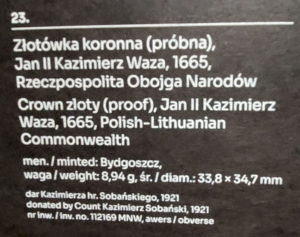 23.
Złotówka koronna (próbna),
Jan II Kazimierz Waza, 1665,
Rzeczpospolita Obojga Narodów
Crown złoty (proof), Jan II Kazimierz
Waza, 1665, Polish-Lithuanian
Commonwealth
men. / minted: Bydgoszcz,
waga / weight: 8,94 g, śr. / diam.: 33,8 × 34,7 mm
dar Kazimierza hr. Sobańskiego, 1921
donated by Count Kazimierz Sobański, 1921
nr inw. / inv. no. 112169 MNW, awers / obverse